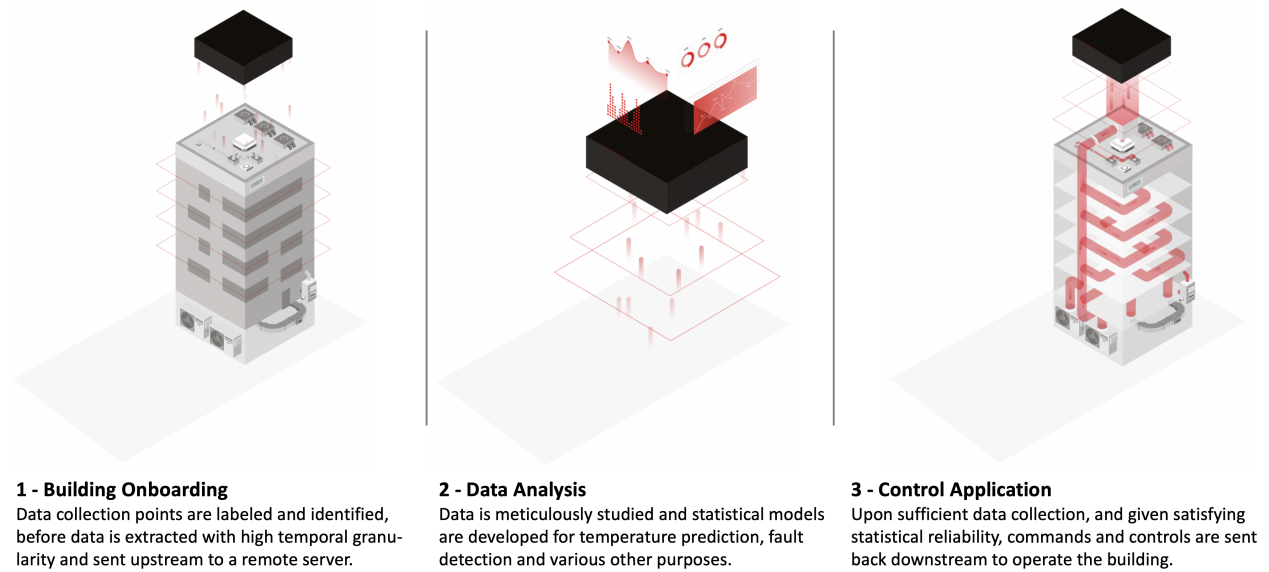 1 - Building Onboarding
Data collection points are labeled and identified,
before data is extracted with high temporal granu-
larity and sent upstream to a remote server.
2 - Data Analysis
Data is meticulously studied and statistical models
are developed for temperature prediction, fault
detection and various other purposes.
3 - Control Application
Upon sufficient data collection, and given satisfying
statistical reliability, commands and controls are sent
back downstream to operate the building.